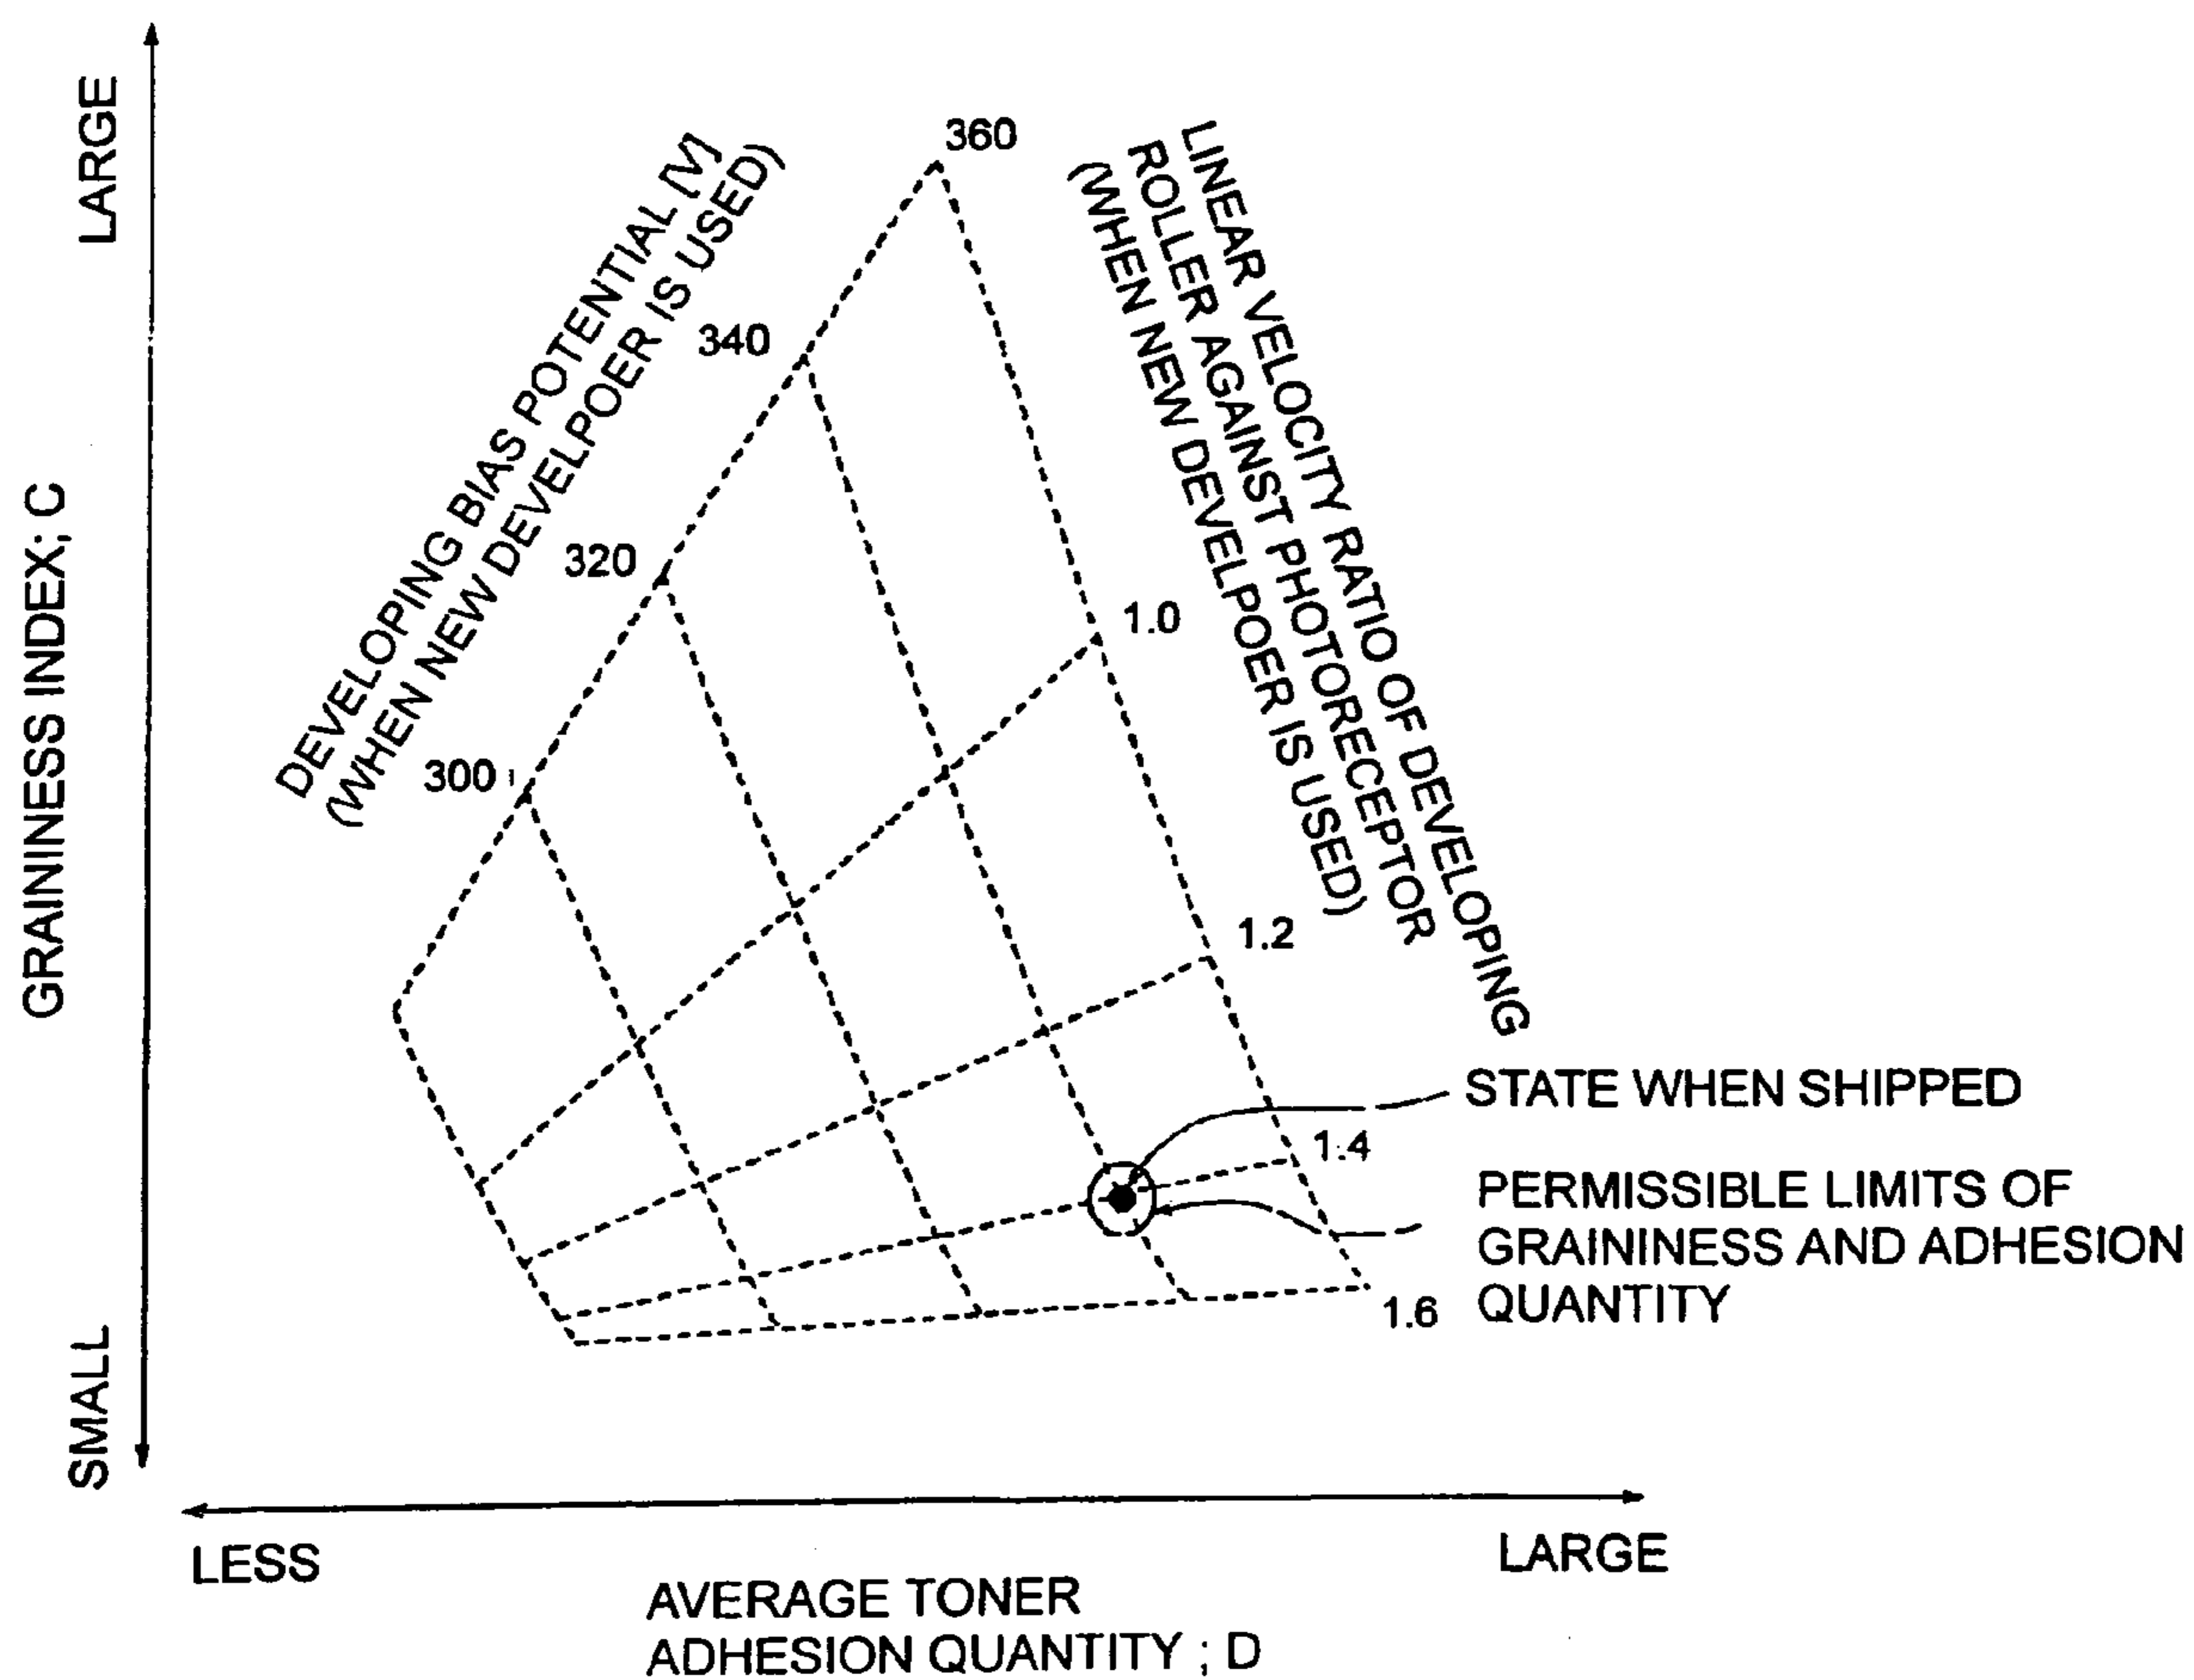 LARGE
GRAININESS INDEX; C
SMALL
DEVELOPING BIAS POTENTIAL [V]
(WHEN NEW DEVELPOER IS USED)
360
340
320
300
LINEAR VELOCITY RATIO OF DEVELOPING
ROLLER AGAINST PHOTORECEPTOR
(WHEN NEW DEVELPOER IS USED)
1.0
1.2
STATE WHEN SHIPPED
1.4
PERMISSIBLE LIMITS OF
GRAININESS AND ADHESION
QUANTITY
1.6
LESS
LARGE
AVERAGE TONER
ADHESION QUANTITY ; D